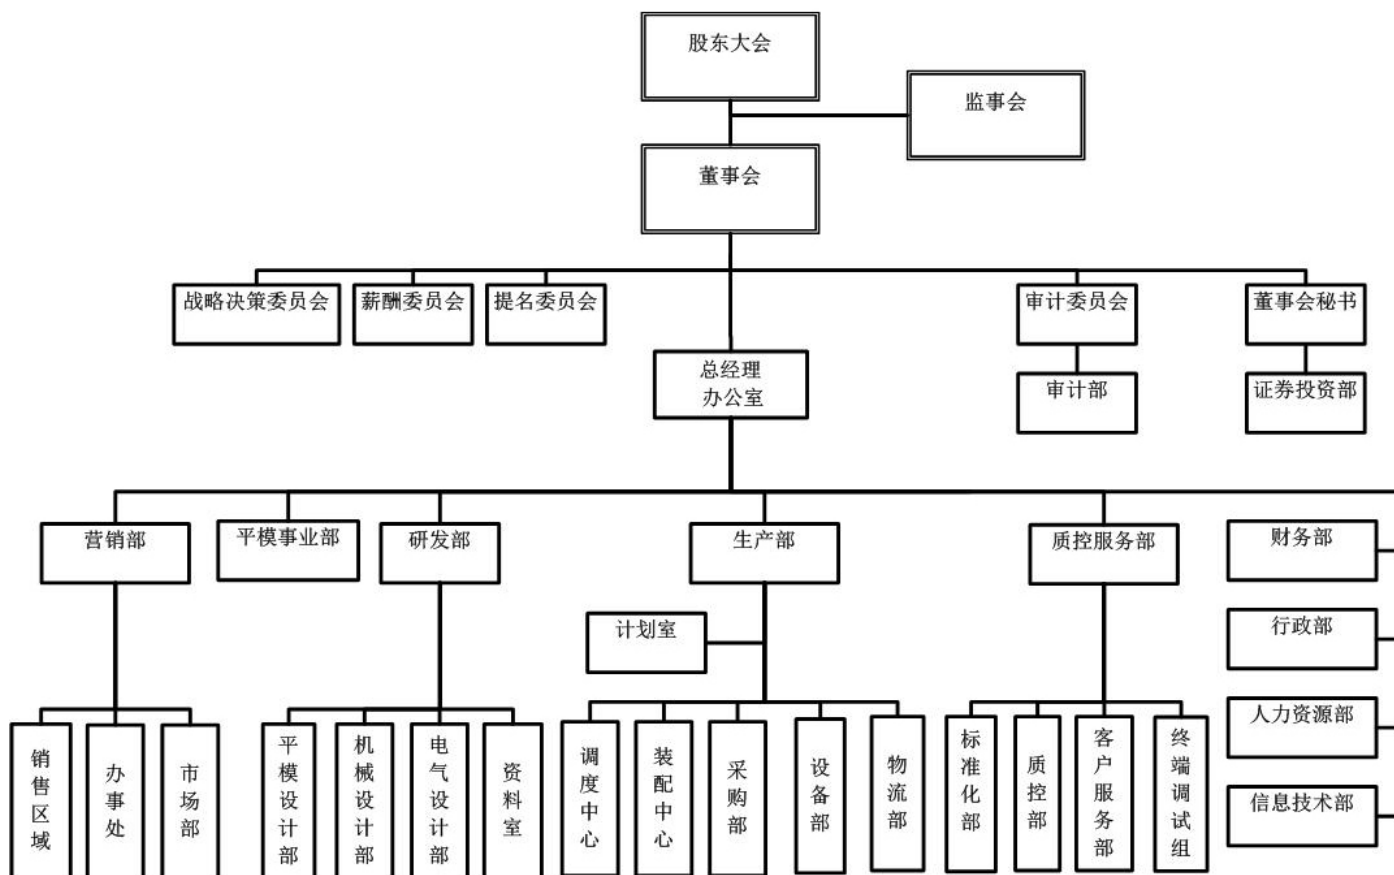 股东大会
监事会
董事会
战略决策委员会
薪酬委员会
提名委员会
审计委员会
董事会秘书
总经理
办公室
审计部
证券投资部
营销部
平模事业部
研发部
生产部
质控服务部
财务部
计划室
行政部
人力资源部
信息技术部
销售区域
办事处
市场部
平模设计部
机械设计部
电气设计部
资料室
调度中心
装配中心
采购部
设备部
物流部
标准化部
质控部
客户服务部
终端调试组